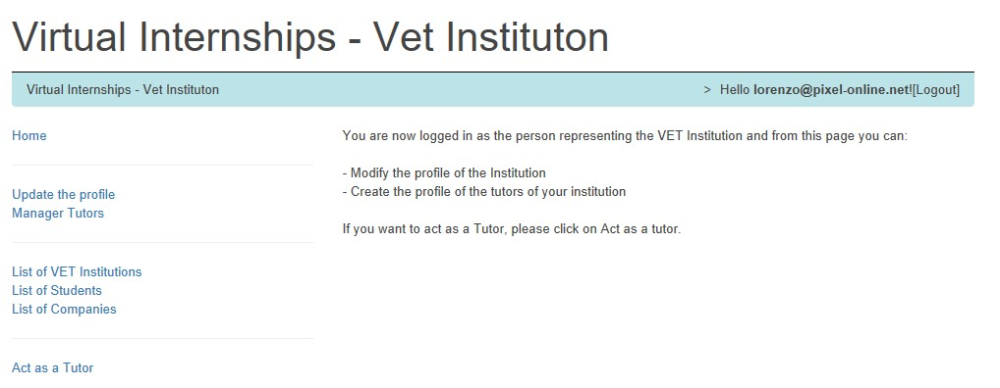 Virtual Internships - Vet Instituton
Virtual Internships - Vet Instituton
> Hello lorenzo@pixel-online.net![Logout]
Home
Update the profile
Manager Tutors
List of VET Institutions
List of Students
List of Companies
Act as a Tutor
You are now logged in as the person representing the VET Institution and from this page you can:
- Modify the profile of the Institution
- Create the profile of the tutors of your institution
If you want to act as a Tutor, please click on Act as a tutor.